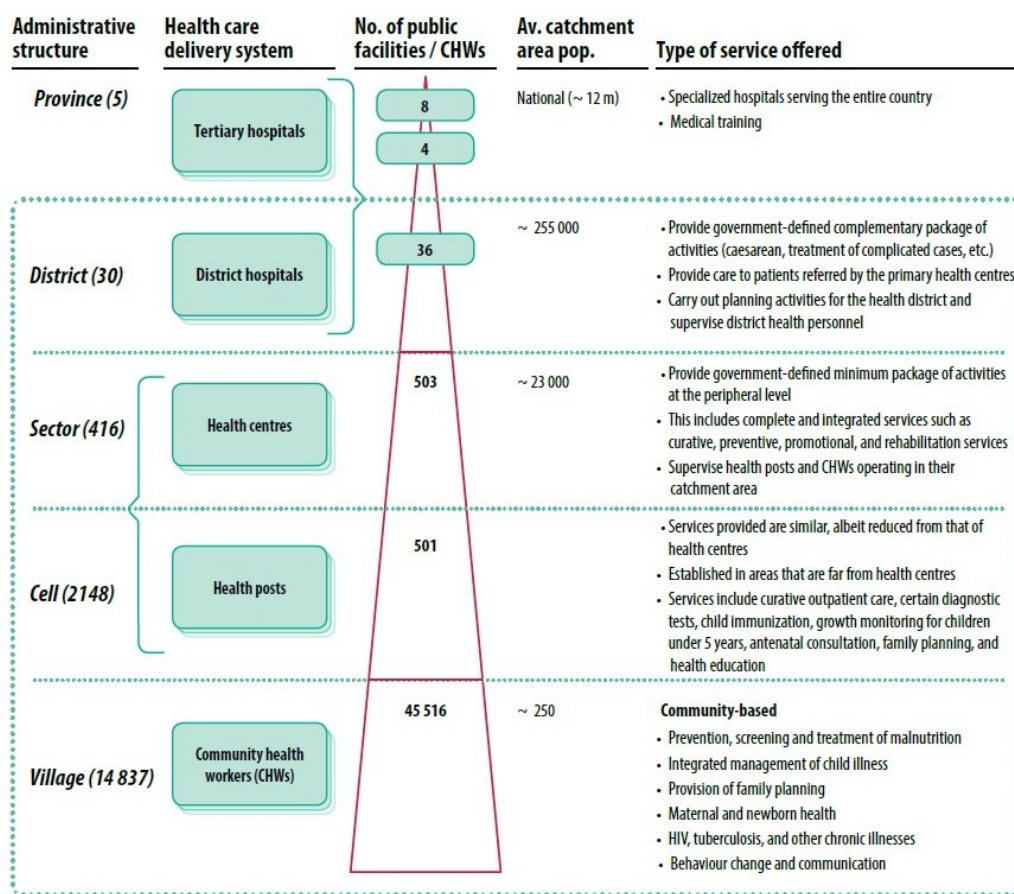 Administrative structure
Health care delivery system
No. of public facilities / CHWs
Av. catchment area pop.
Type of service offered
Province (5)
Tertiary hospitals
8
4
National (~ 12 m)
• Specialized hospitals serving the entire country
• Medical training
District (30)
District hospitals
36
~ 255 000
• Provide government-defined complementary package of
activities (caesarean, treatment of complicated cases, etc.)
• Provide care to patients referred by the primary health centres
• Carry out planning activities for the health district and
supervise district health personnel
Sector (416)
Health centres
503
~ 23 000
• Provide government-defined minimum package of activities
at the peripheral level
• This includes complete and integrated services such as
curative, preventive, promotional, and rehabilitation services
• Supervise health posts and CHWs operating in their
catchment area
Cell (2148)
Health posts
501
• Services provided are similar, albeit reduced from that of
health centres
• Established in areas that are far from health centres
• Services include curative outpatient care, certain diagnostic
tests, child immunization, growth monitoring for children
under 5 years, antenatal consultation, family planning, and
health education
Village (14 837)
Community health
workers (CHWs)
45 516
~ 250
Community-based
• Prevention, screening and treatment of malnutrition
• Integrated management of child illness
• Provision of family planning
• Maternal and newborn health
• HIV, tuberculosis, and other chronic illnesses
• Behaviour change and communication